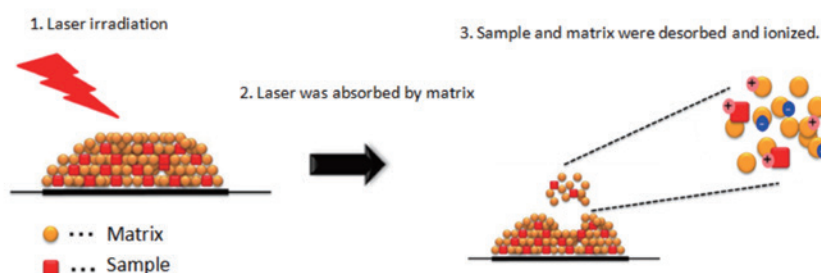 1. Laser irradiation
2. Laser was absorbed by matrix
3. Sample and matrix were desorbed and ionized.
••• Matrix
••• Sample
+
+
-
+
-
+